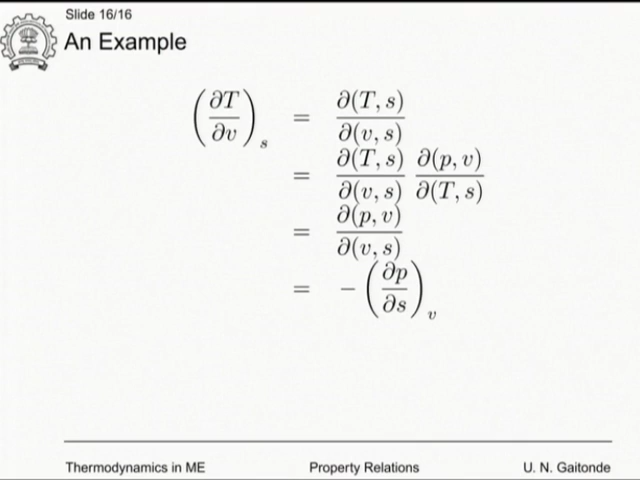 Slide 16/16
An Example
(∂T/∂v)_s = ∂(T, s)/∂(v, s)
= ∂(T, s)/∂(v, s) ∂(p, v)/∂(T, s)
= ∂(p, v)/∂(v, s)
= −(∂p/∂s)_v
Thermodynamics in ME Property Relations U. N. Gaitonde